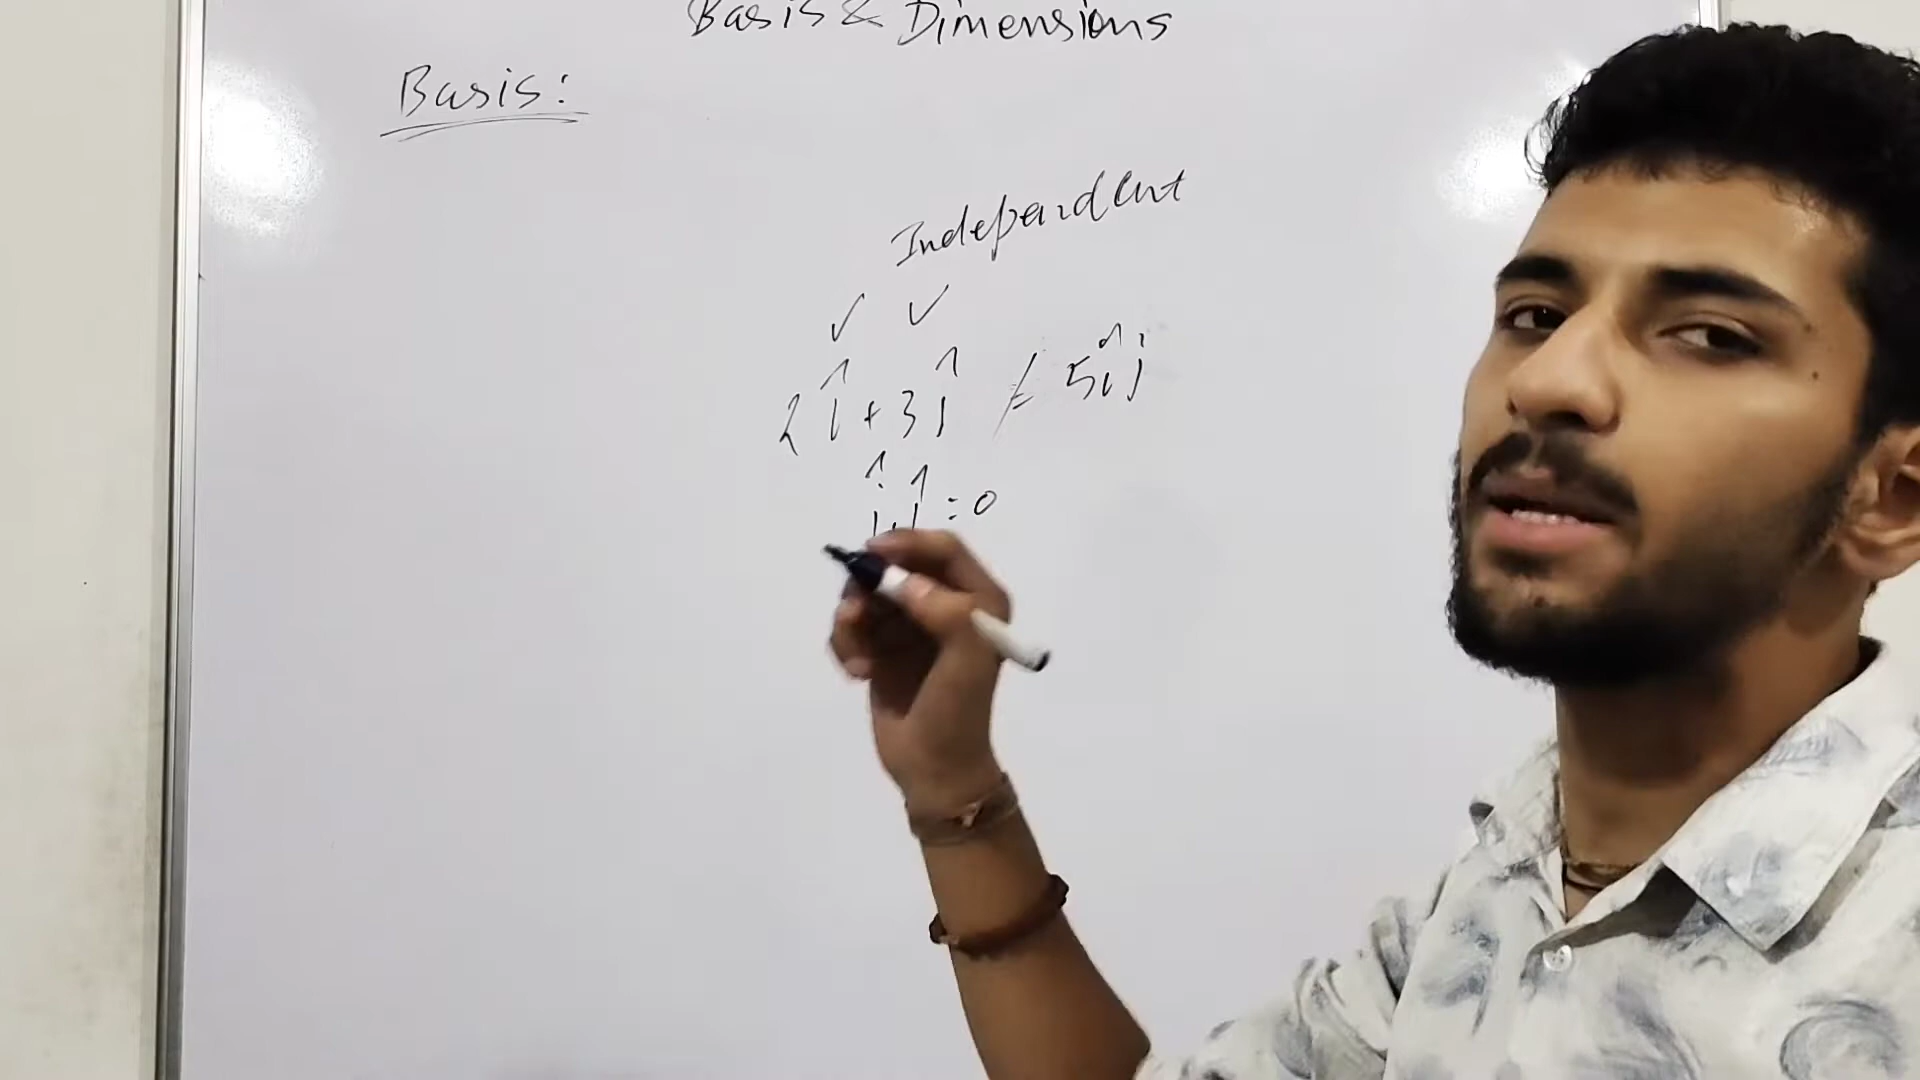 Basis & Dimensions
Basis:
Independent
✓ ✓
2î + 3ĵ ≠ 5îĵ
î.ĵ = 0